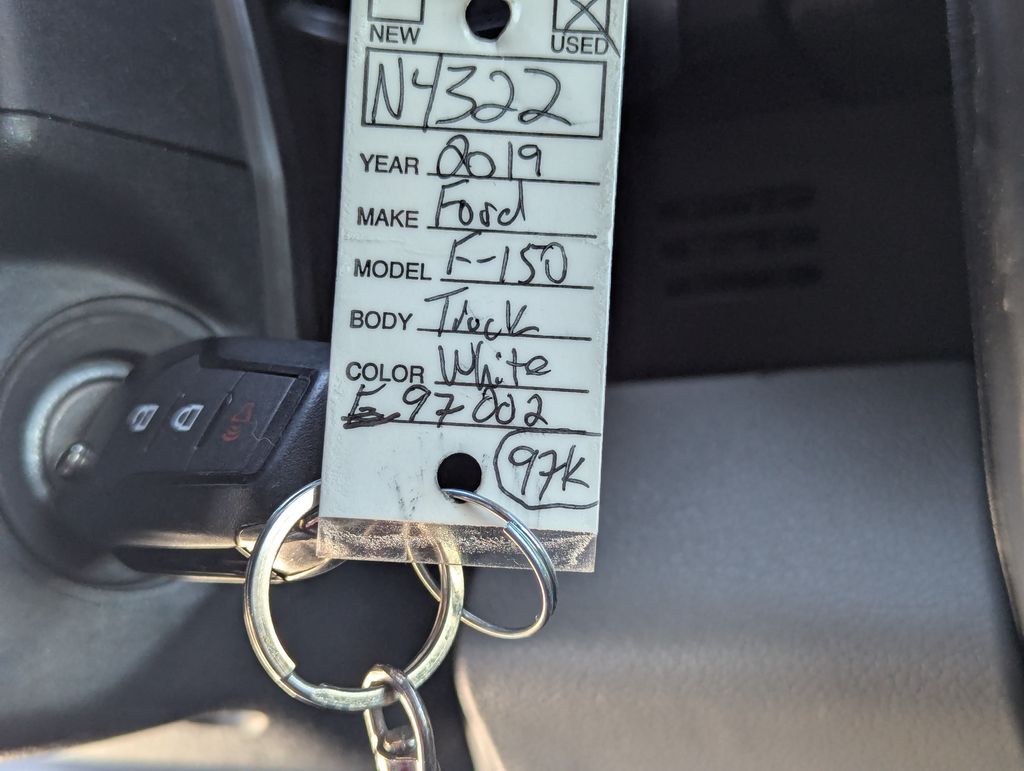 NEW USED
N4322
YEAR 2019
MAKE Ford
MODEL F-150
BODY Truck
COLOR White
97002
97K